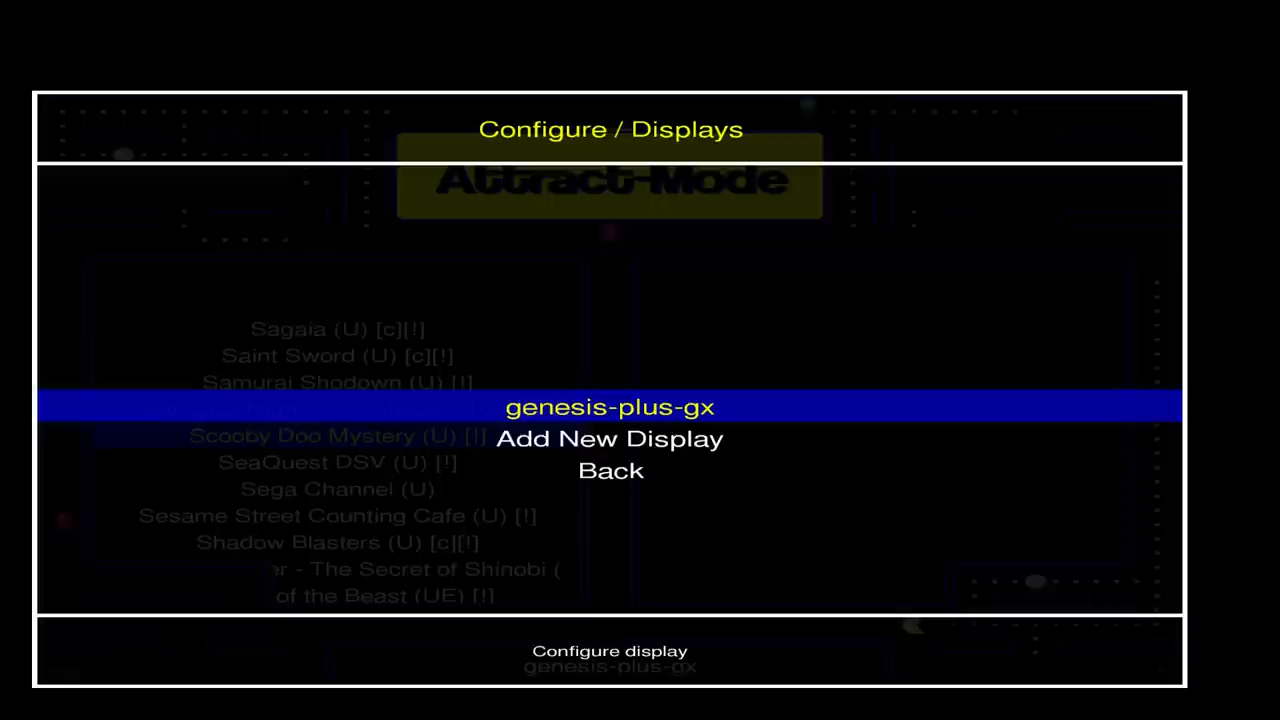 Configure / Displays
Attract-Mode
Sagaia (U) [c][!]
Saint Sword (U) [c][!]
Samurai Shodown (U) [!]
genesis-plus-gx
Scooby Doo Mystery (U) [!]
Add New Display
SeaQuest DSV (U) [!]
Back
Sega Channel (U)
Sesame Street Counting Cafe (U) [!]
Shadow Blasters (U) [c][!]
er - The Secret of Shinobi (
of the Beast (UE) [!]
Configure display
genesis-plus-gx